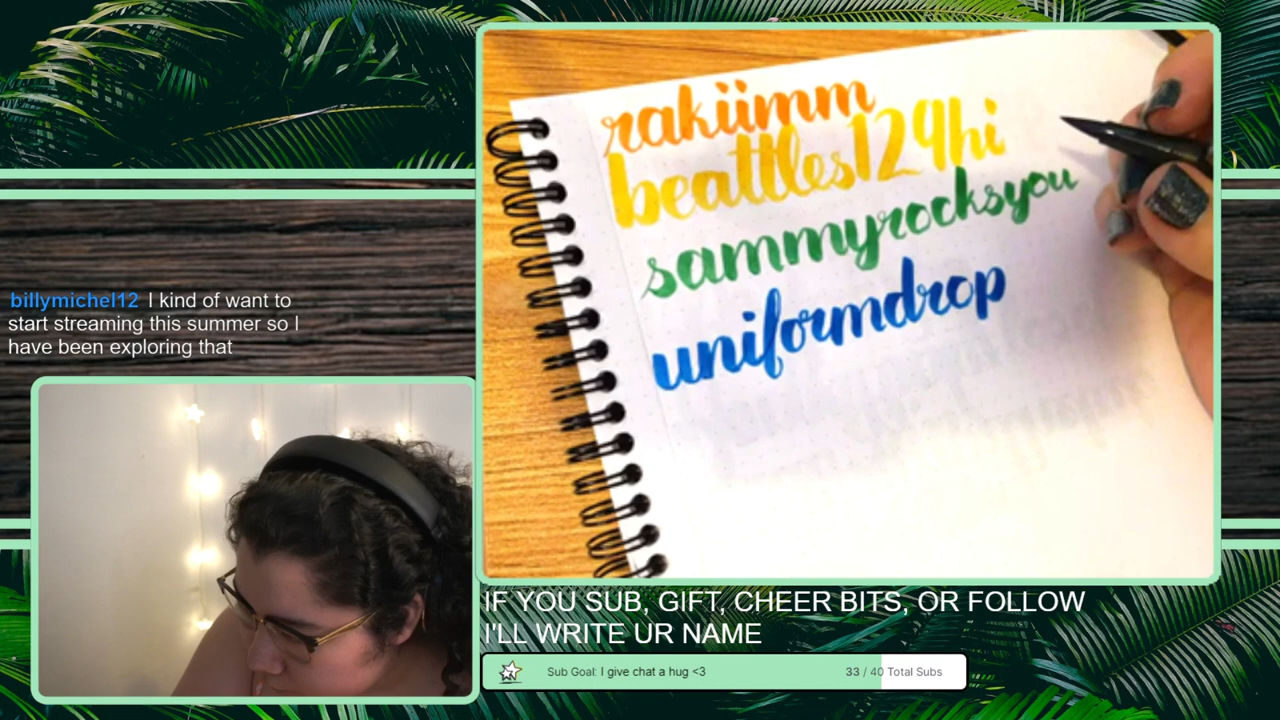 rakiimm
beattles129hi
sammyrocksyou
uniformdrop
billymichel12 I kind of want to
start streaming this summer so I
have been exploring that
IF YOU SUB, GIFT, CHEER BITS, OR FOLLOW
I'LL WRITE UR NAME
Sub Goal: I give chat a hug <3 33 / 40 Total Subs